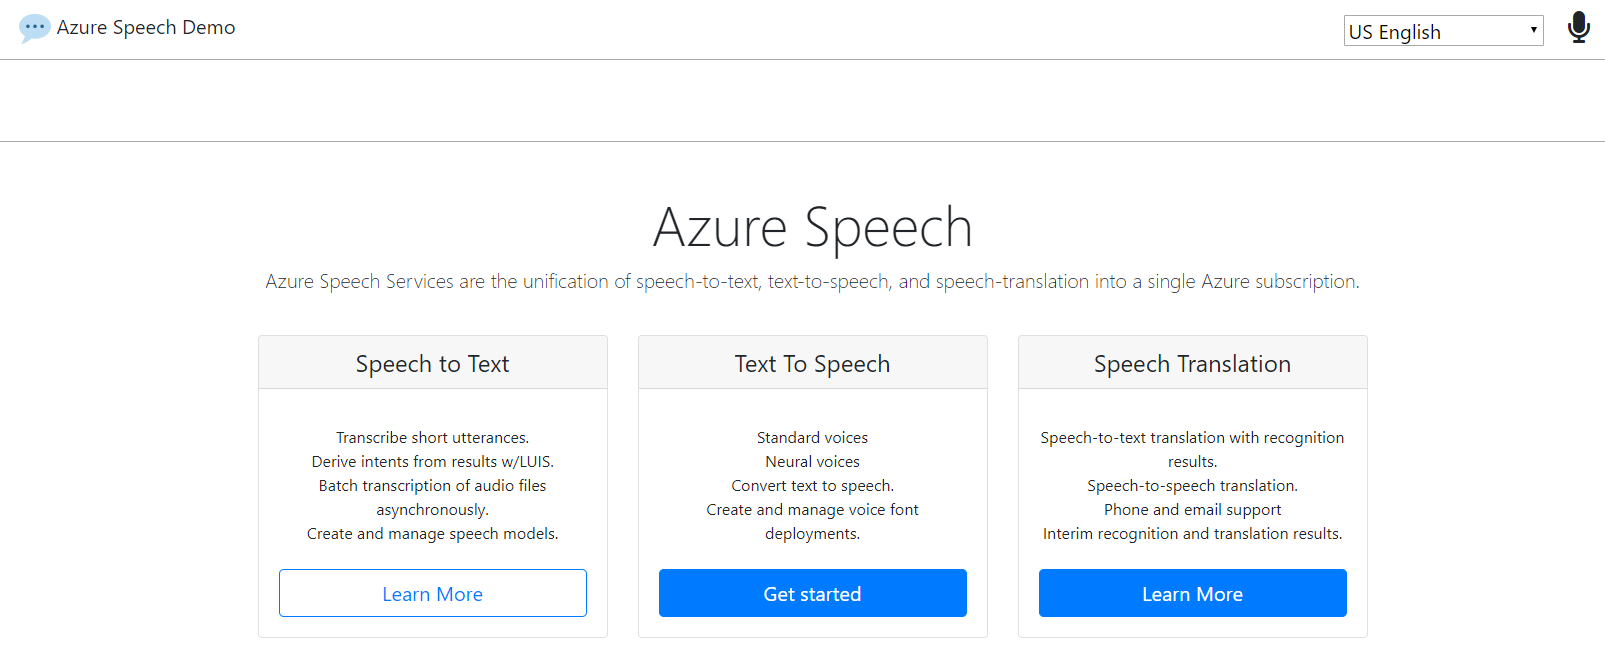 Azure Speech Demo
US English
Azure Speech
Azure Speech Services are the unification of speech-to-text, text-to-speech, and speech-translation into a single Azure subscription.
Speech to Text
Transcribe short utterances.
Derive intents from results w/LUIS.
Batch transcription of audio files
asynchronously.
Create and manage speech models.
Learn More
Text To Speech
Standard voices
Neural voices
Convert text to speech.
Create and manage voice font
deployments.
Get started
Speech Translation
Speech-to-text translation with recognition
results.
Speech-to-speech translation.
Phone and email support
Interim recognition and translation results.
Learn More